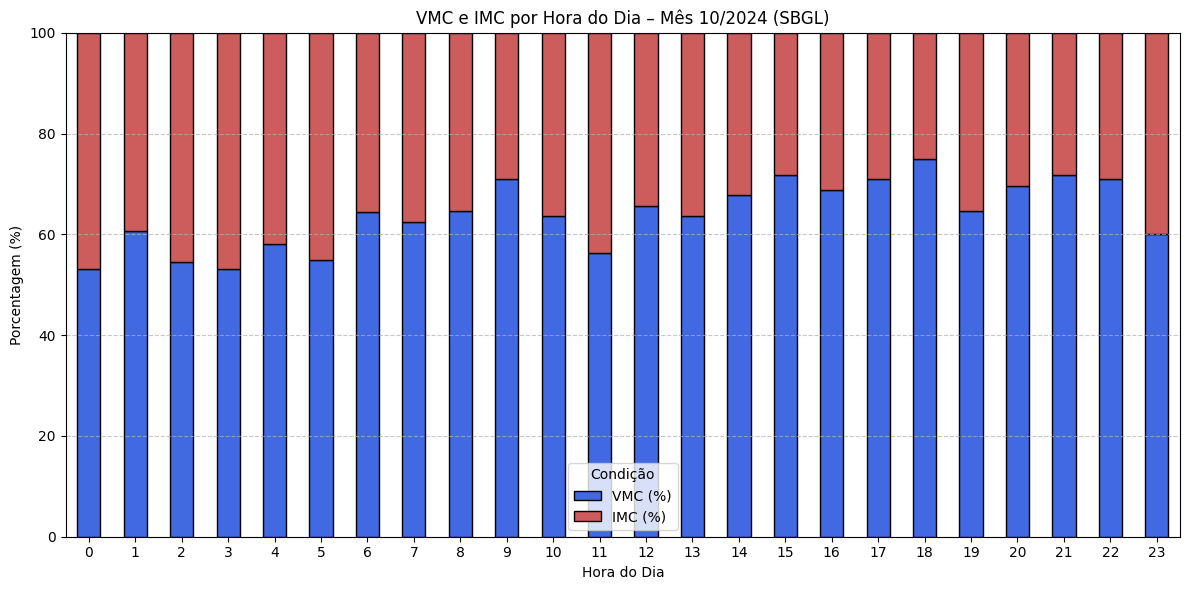 VMC e IMC por Hora do Dia – Mês 10/2024 (SBGL)
Porcentagem (%)
100
80
60
40
20
0
Condição
VMC (%)
IMC (%)
0 1 2 3 4 5 6 7 8 9 10 11 12 13 14 15 16 17 18 19 20 21 22 23
Hora do Dia